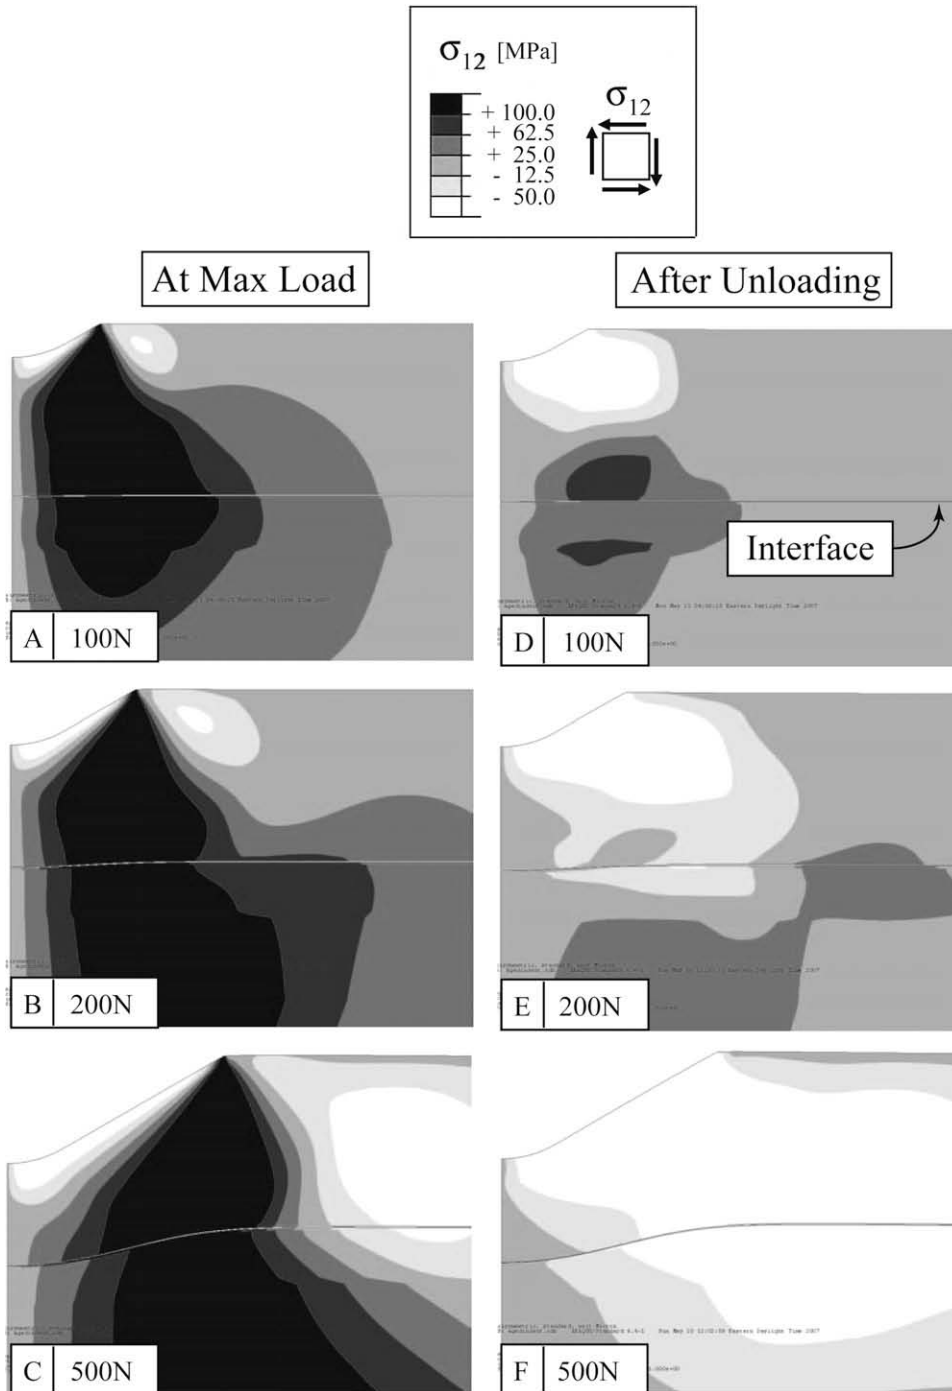 σ12 [MPa]
+ 100.0
+ 62.5
+ 25.0
- 12.5
- 50.0
σ12
At Max Load
After Unloading
Interface
A 100N
D 100N
B 200N
E 200N
C 500N
F 500N